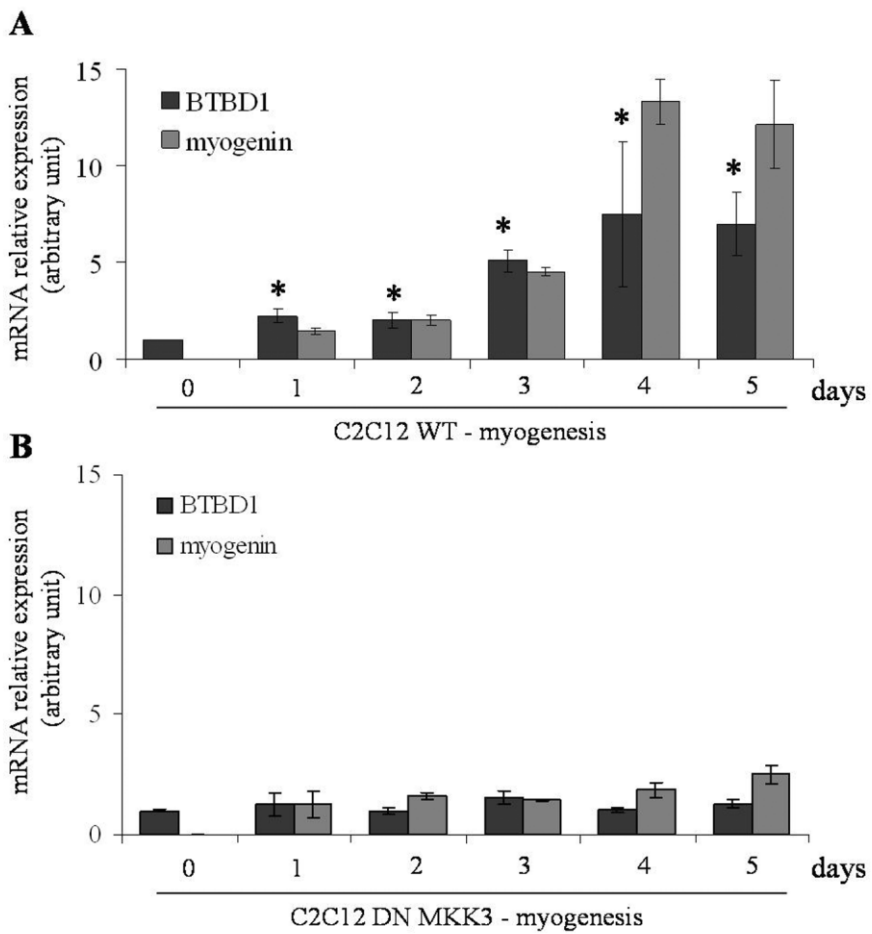 A
mRNA relative expression
(arbitrary unit)
15
10
5
0
BTBD1
myogenin
*
*
*
*
*
0 1 2 3 4 5 days
C2C12 WT - myogenesis
B
mRNA relative expression
(arbitrary unit)
15
10
5
0
BTBD1
myogenin
0 1 2 3 4 5 days
C2C12 DN MKK3 - myogenesis